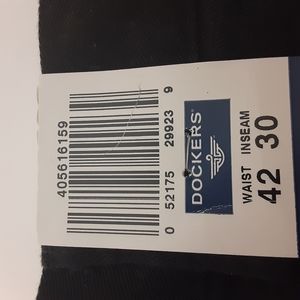 405616159
0 52175 29923 9
DOCKERS®
WAIST INSEAM
42 30